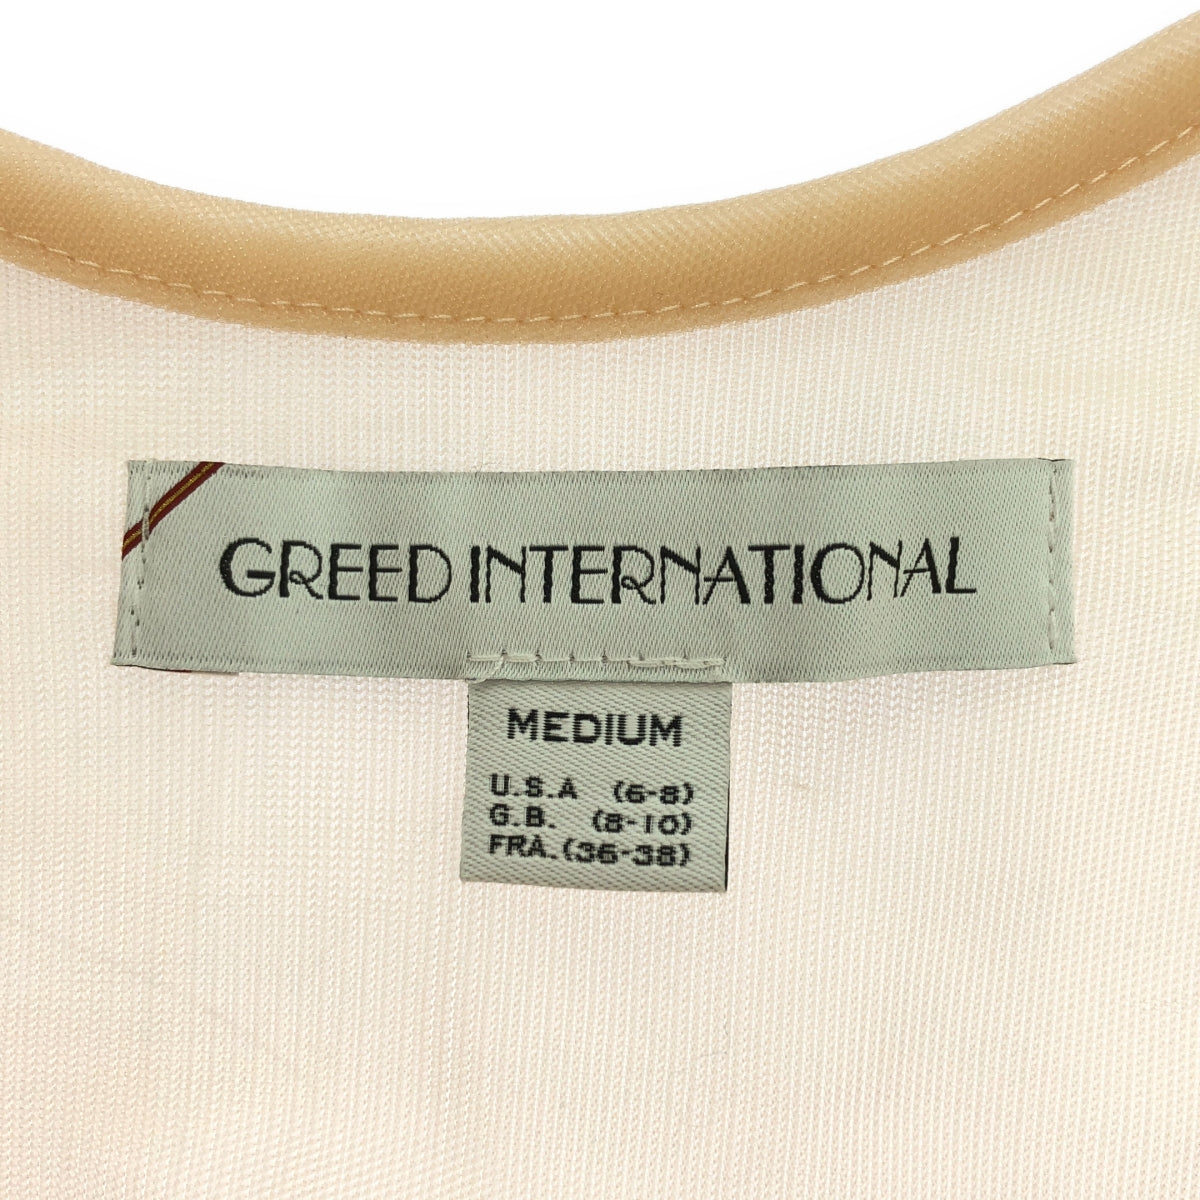 GREED INTERNATIONAL
MEDIUM
U.S.A (6-8)
G.B. (8-10)
FRA.(36-38)